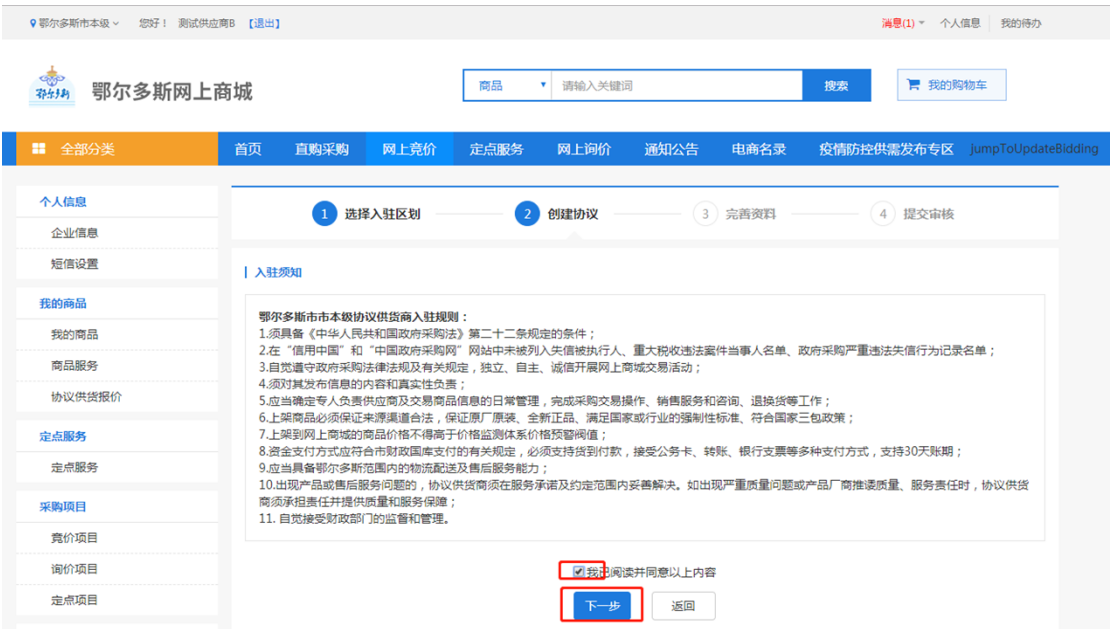 鄂尔多斯市本级 您好！ 测试供应商B 【退出】 消息(1) 个人信息 我的待办
鄂尔多斯
鄂尔多斯网上商城
商品 请输入关键词 搜索 我的购物车
全部分类 首页 直购采购 网上竞价 定点服务 网上询价 通知公告 电商名录 疫情防控供需发布专区 jumpToUpdateBidding
个人信息
企业信息
短信设置
我的商品
我的商品
商品服务
协议供货报价
定点服务
定点服务
采购项目
竞价项目
询价项目
定点项目
1 选择入驻区划 2 创建协议 3 完善资料 4 提交审核
入驻须知
鄂尔多斯市市本级协议供货商入驻规则：
1.须具备《中华人民共和国政府采购法》第二十二条规定的条件；
2.在“信用中国”和“中国政府采购网”网站中未被列入失信被执行人、重大税收违法案件当事人名单、政府采购严重违法失信行为记录名单；
3.自觉遵守政府采购法律法规及有关规定，独立、自主、诚信开展网上商城交易活动；
4.须对其发布信息的内容和真实性负责；
5.应当确定专人负责供应商及交易商品信息的日常管理，完成采购交易操作、销售服务和咨询、退换货等工作；
6.上架商品必须保证来源渠道合法，保证原厂原装、全新正品、满足国家或行业的强制性标准、符合国家三包政策；
7.上架到网上商城的商品价格不得高于价格监测体系价格预警阀值；
8.资金支付方式应符合市财政国库支付的有关规定，必须支持货到付款，接受公务卡、转账、银行支票等多种支付方式，支持30天账期；
9.应当具备鄂尔多斯范围内的物流配送及售后服务能力；
10.出现产品或售后服务问题的，协议供货商须在服务承诺及约定范围内妥善解决。如出现严重质量问题或产品厂商推诿质量、服务责任时，协议供货
商须承担责任并提供质量和服务保障；
11. 自觉接受财政部门的监督和管理。
我已阅读并同意以上内容
下一步 返回